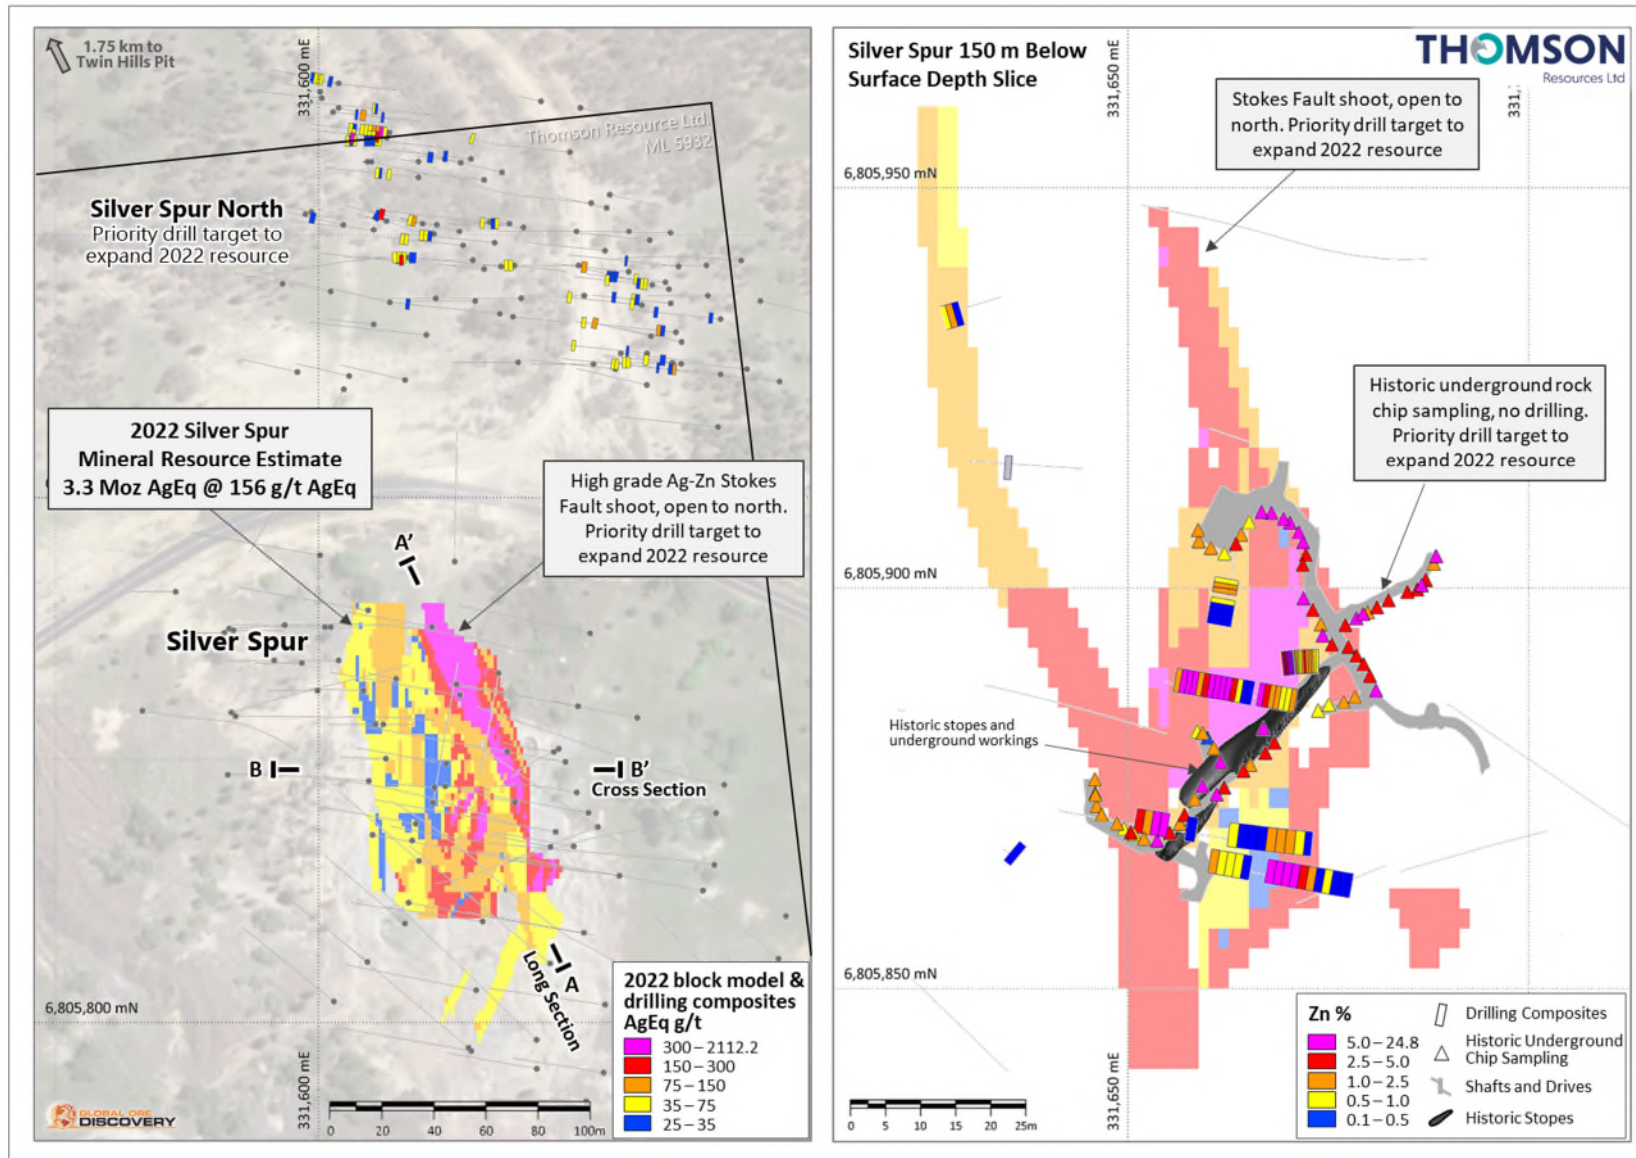 1.75 km to
Twin Hills Pit
331,600 mE
Thomson Resource Ltd.
ML 5932
Silver Spur North
Priority drill target to
expand 2022 resource
2022 Silver Spur
Mineral Resource Estimate
3.3 Moz AgEq @ 156 g/t AgEq
High grade Ag-Zn Stokes
Fault shoot, open to north.
Priority drill target to
expand 2022 resource
A’
Silver Spur
B
B’
Cross Section
A
Long Section
6,805,800 mN
331,600 mE
2022 block model &
drilling composites
AgEq g/t
300 – 2112.2
150 – 300
75 – 150
35 – 75
25 – 35
GLOBAL ORE
DISCOVERY
0 20 40 60 80 100m
Silver Spur 150 m Below
Surface Depth Slice
331,650 mE
THOMSON
Resources Ltd
Stokes Fault shoot, open to
north. Priority drill target to
expand 2022 resource
6,805,950 mN
Historic underground rock
chip sampling, no drilling.
Priority drill target to
expand 2022 resource
6,805,900 mN
Historic stopes and
underground workings
6,805,850 mN
331,650 mE
0 5 10 15 20 25m
Zn %
5.0 – 24.8
2.5 – 5.0
1.0 – 2.5
0.5 – 1.0
0.1 – 0.5
Drilling Composites
Historic Underground
Chip Sampling
Shafts and Drives
Historic Stopes